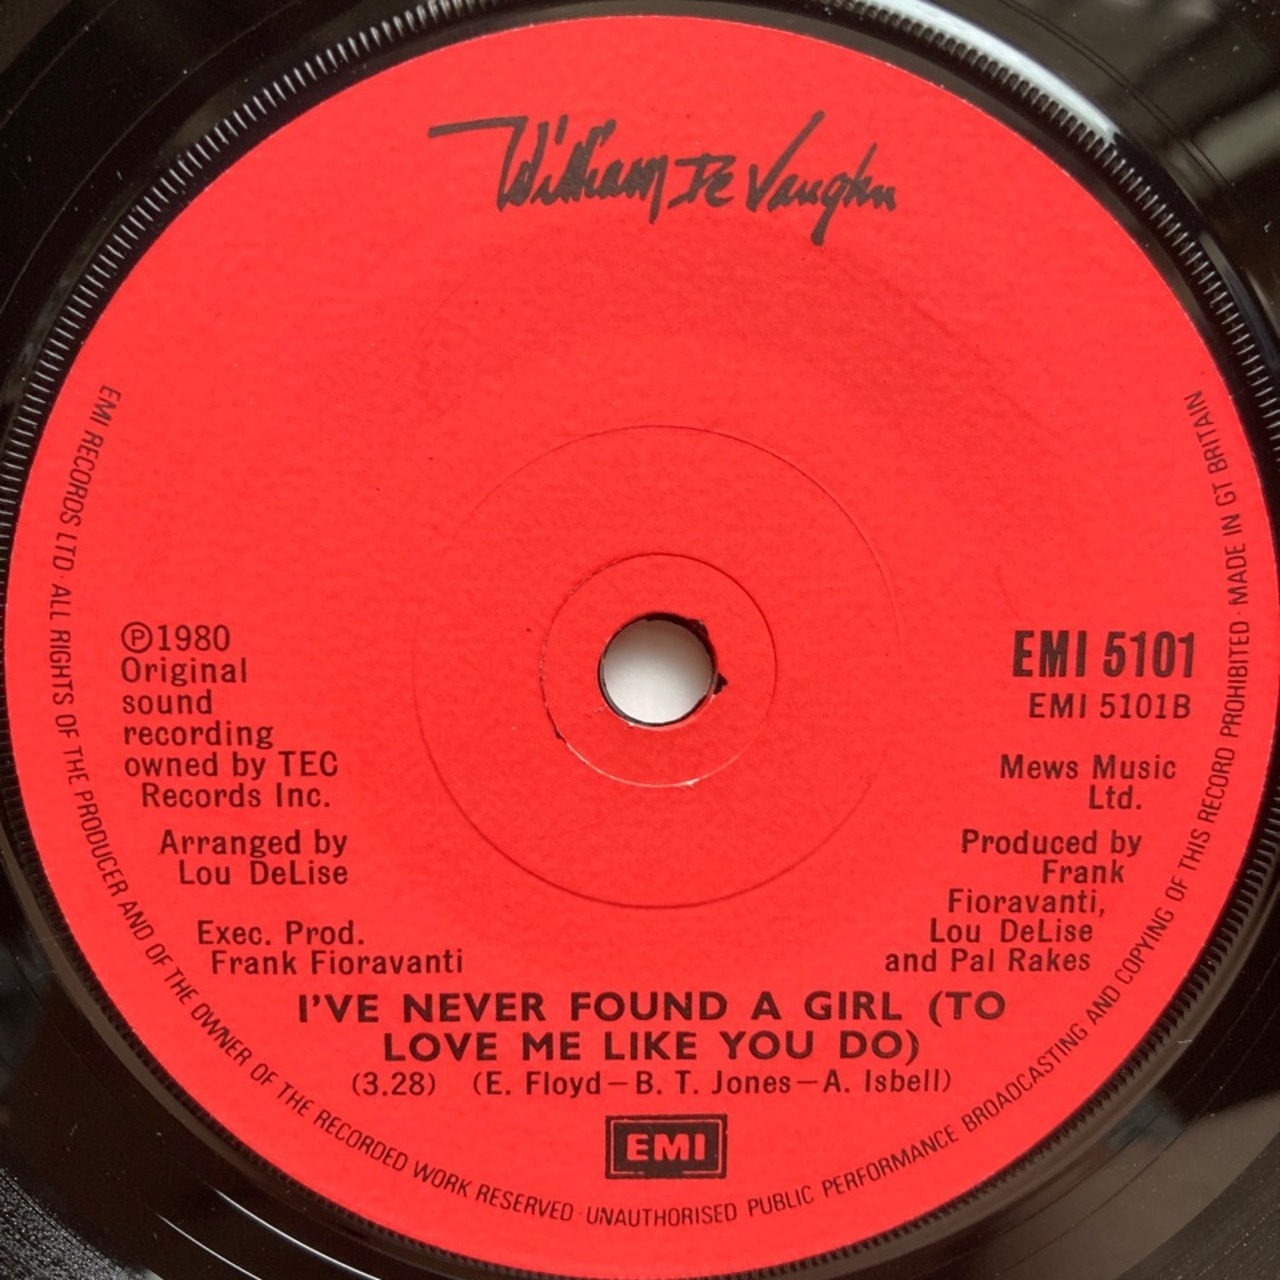 William De Vaughn
℗1980
Original
sound
recording
owned by TEC
Records Inc.
Arranged by
Lou DeLise
Exec. Prod.
Frank Fioravanti
EMI 5101
EMI 5101B
Mews Music
Ltd.
Produced by
Frank
Fioravanti,
Lou DeLise
and Pal Rakes
I'VE NEVER FOUND A GIRL (TO
LOVE ME LIKE YOU DO)
(3.28) (E. Floyd–B. T. Jones–A. Isbell)
EMI
EMI RECORDS LTD · ALL RIGHTS OF THE PRODUCER AND OF THE OWNER OF THE RECORDED WORK RESERVED · UNAUTHORISED PUBLIC PERFORMANCE BROADCASTING AND COPYING OF THIS RECORD PROHIBITED · MADE IN GT BRITAIN